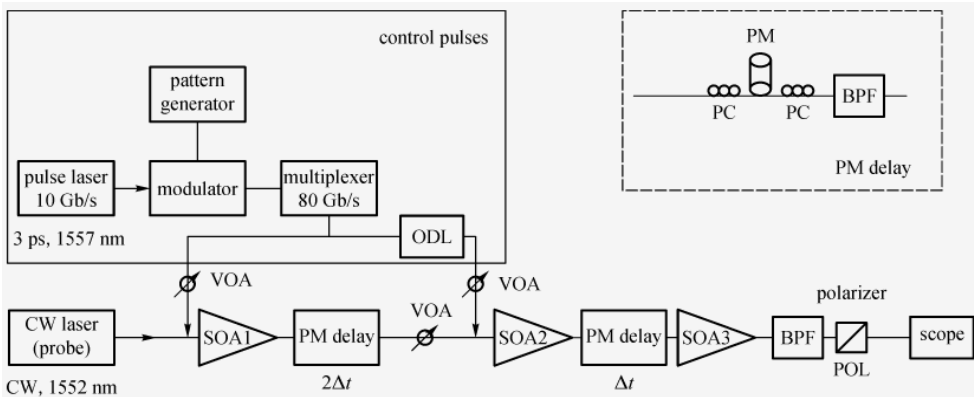 control pulses
pattern
generator
pulse laser
10 Gb/s
modulator
multiplexer
80 Gb/s
3 ps, 1557 nm
ODL
PM
PC
PC
BPF
PM delay
VOA
VOA
CW laser
(probe)
SOA1
PM delay
VOA
SOA2
PM delay
SOA3
BPF
polarizer
POL
scope
CW, 1552 nm
2Δt
Δt